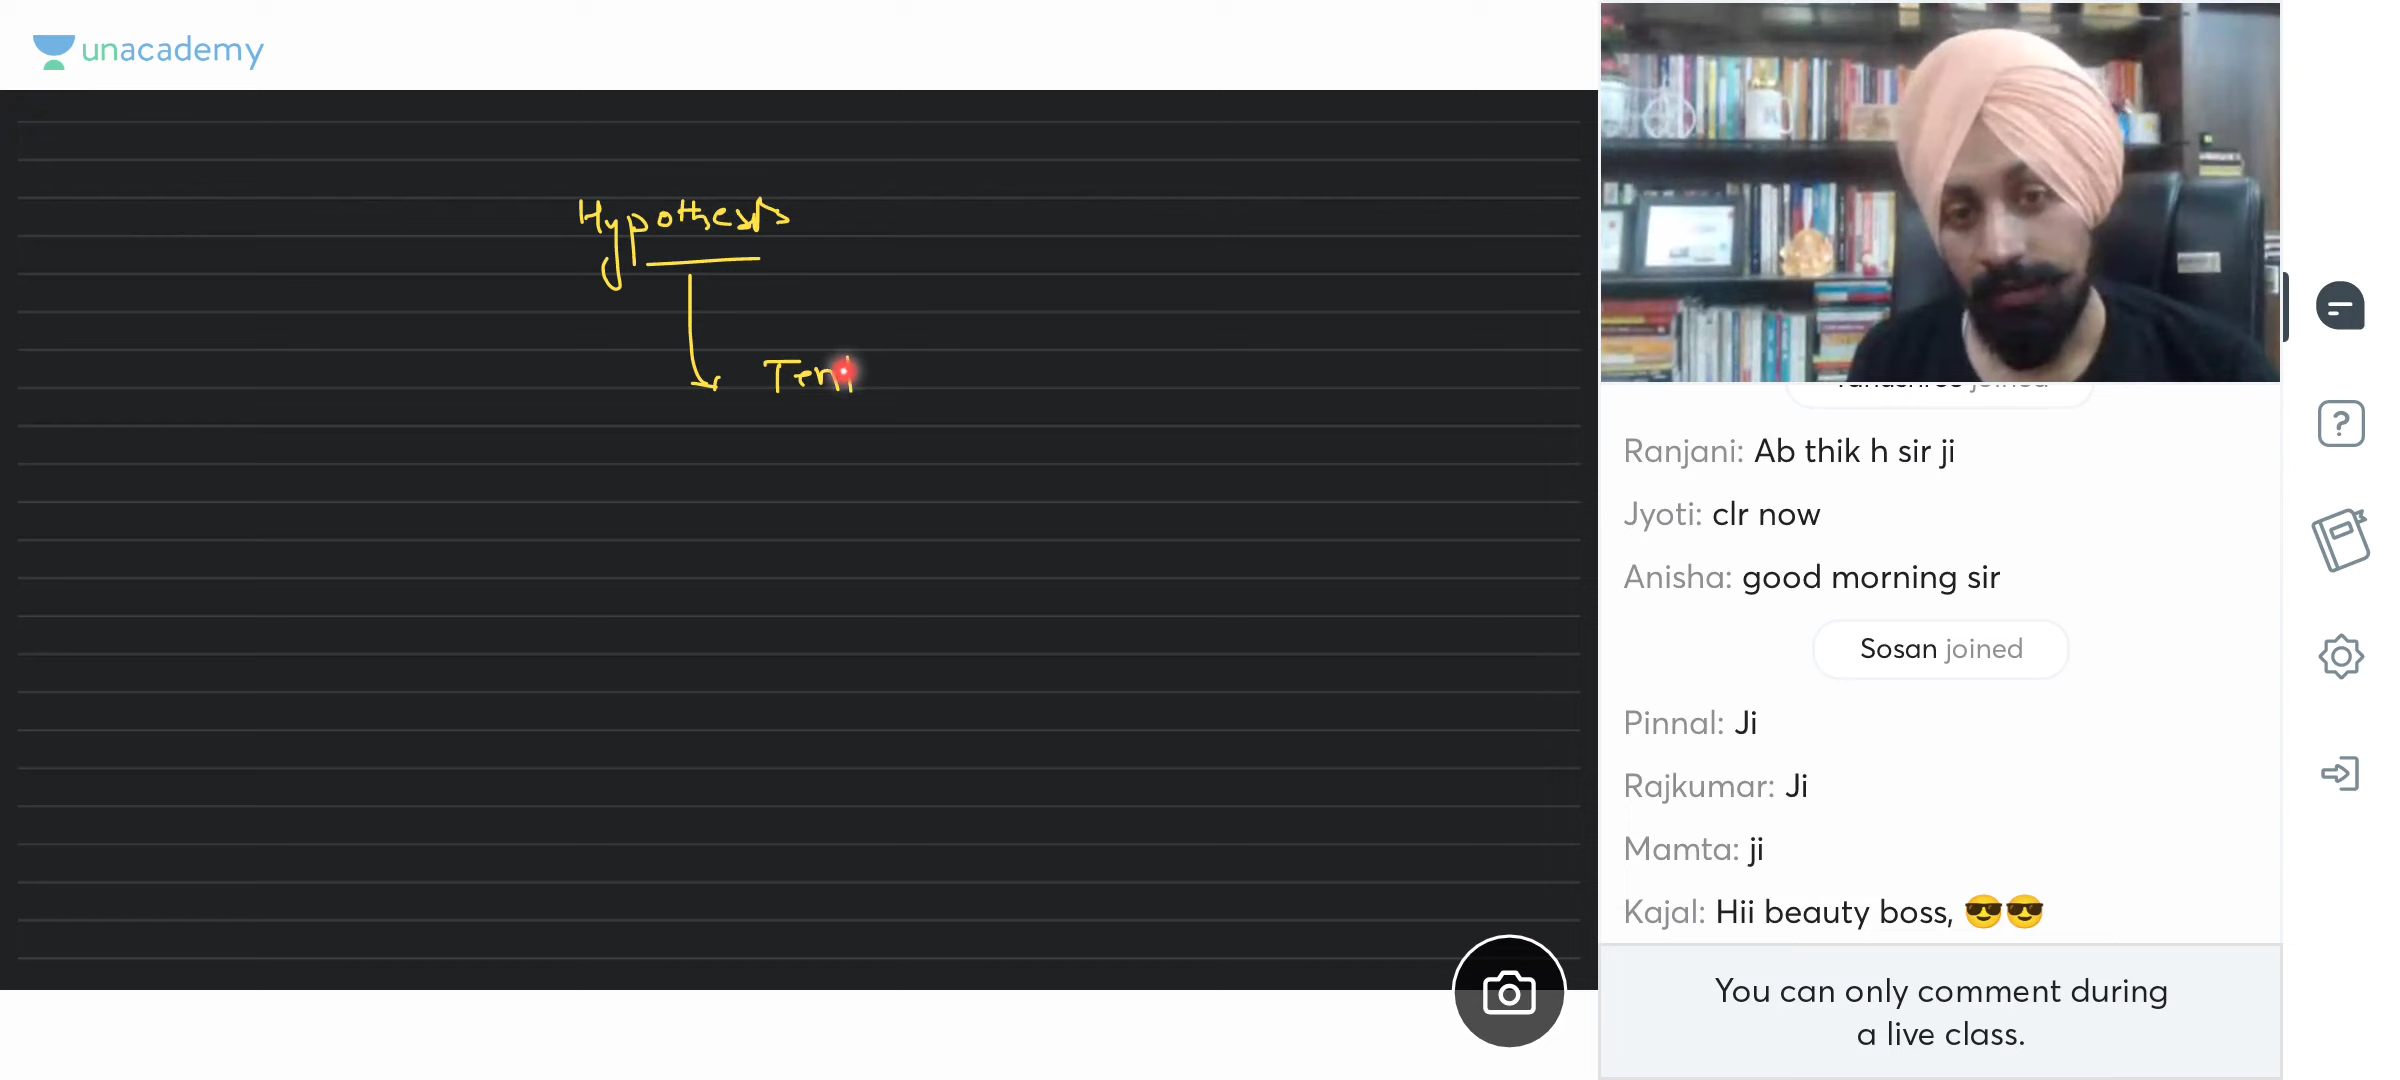 unacademy
Hypothesis
Ranjani: Ab thik h sir ji
Jyoti: clr now
Anisha: good morning sir
Sosan joined
Pinnal: Ji
Rajkumar: Ji
Mamta: ji
Kajal: Hii beauty boss, 😎😎
You can only comment during
a live class.